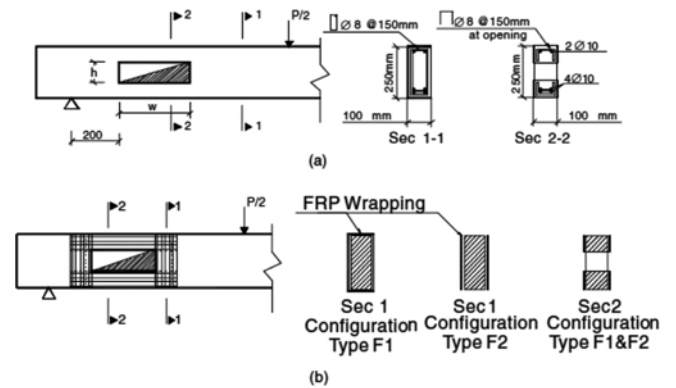 2
1
P/2
Ø 8 @150mm
Ø 8 @150mm
at opening
2 Ø 10
h
250mm
250mm
4Ø10
w
2
1
100 mm
100 mm
200
Sec 1-1
Sec 2-2
(a)
2
1
P/2
FRP Wrapping
2
1
Sec 1
Configuration
Type F1
Sec 1
Configuration
Type F2
Sec2
Configuration
Type F1&F2
(b)